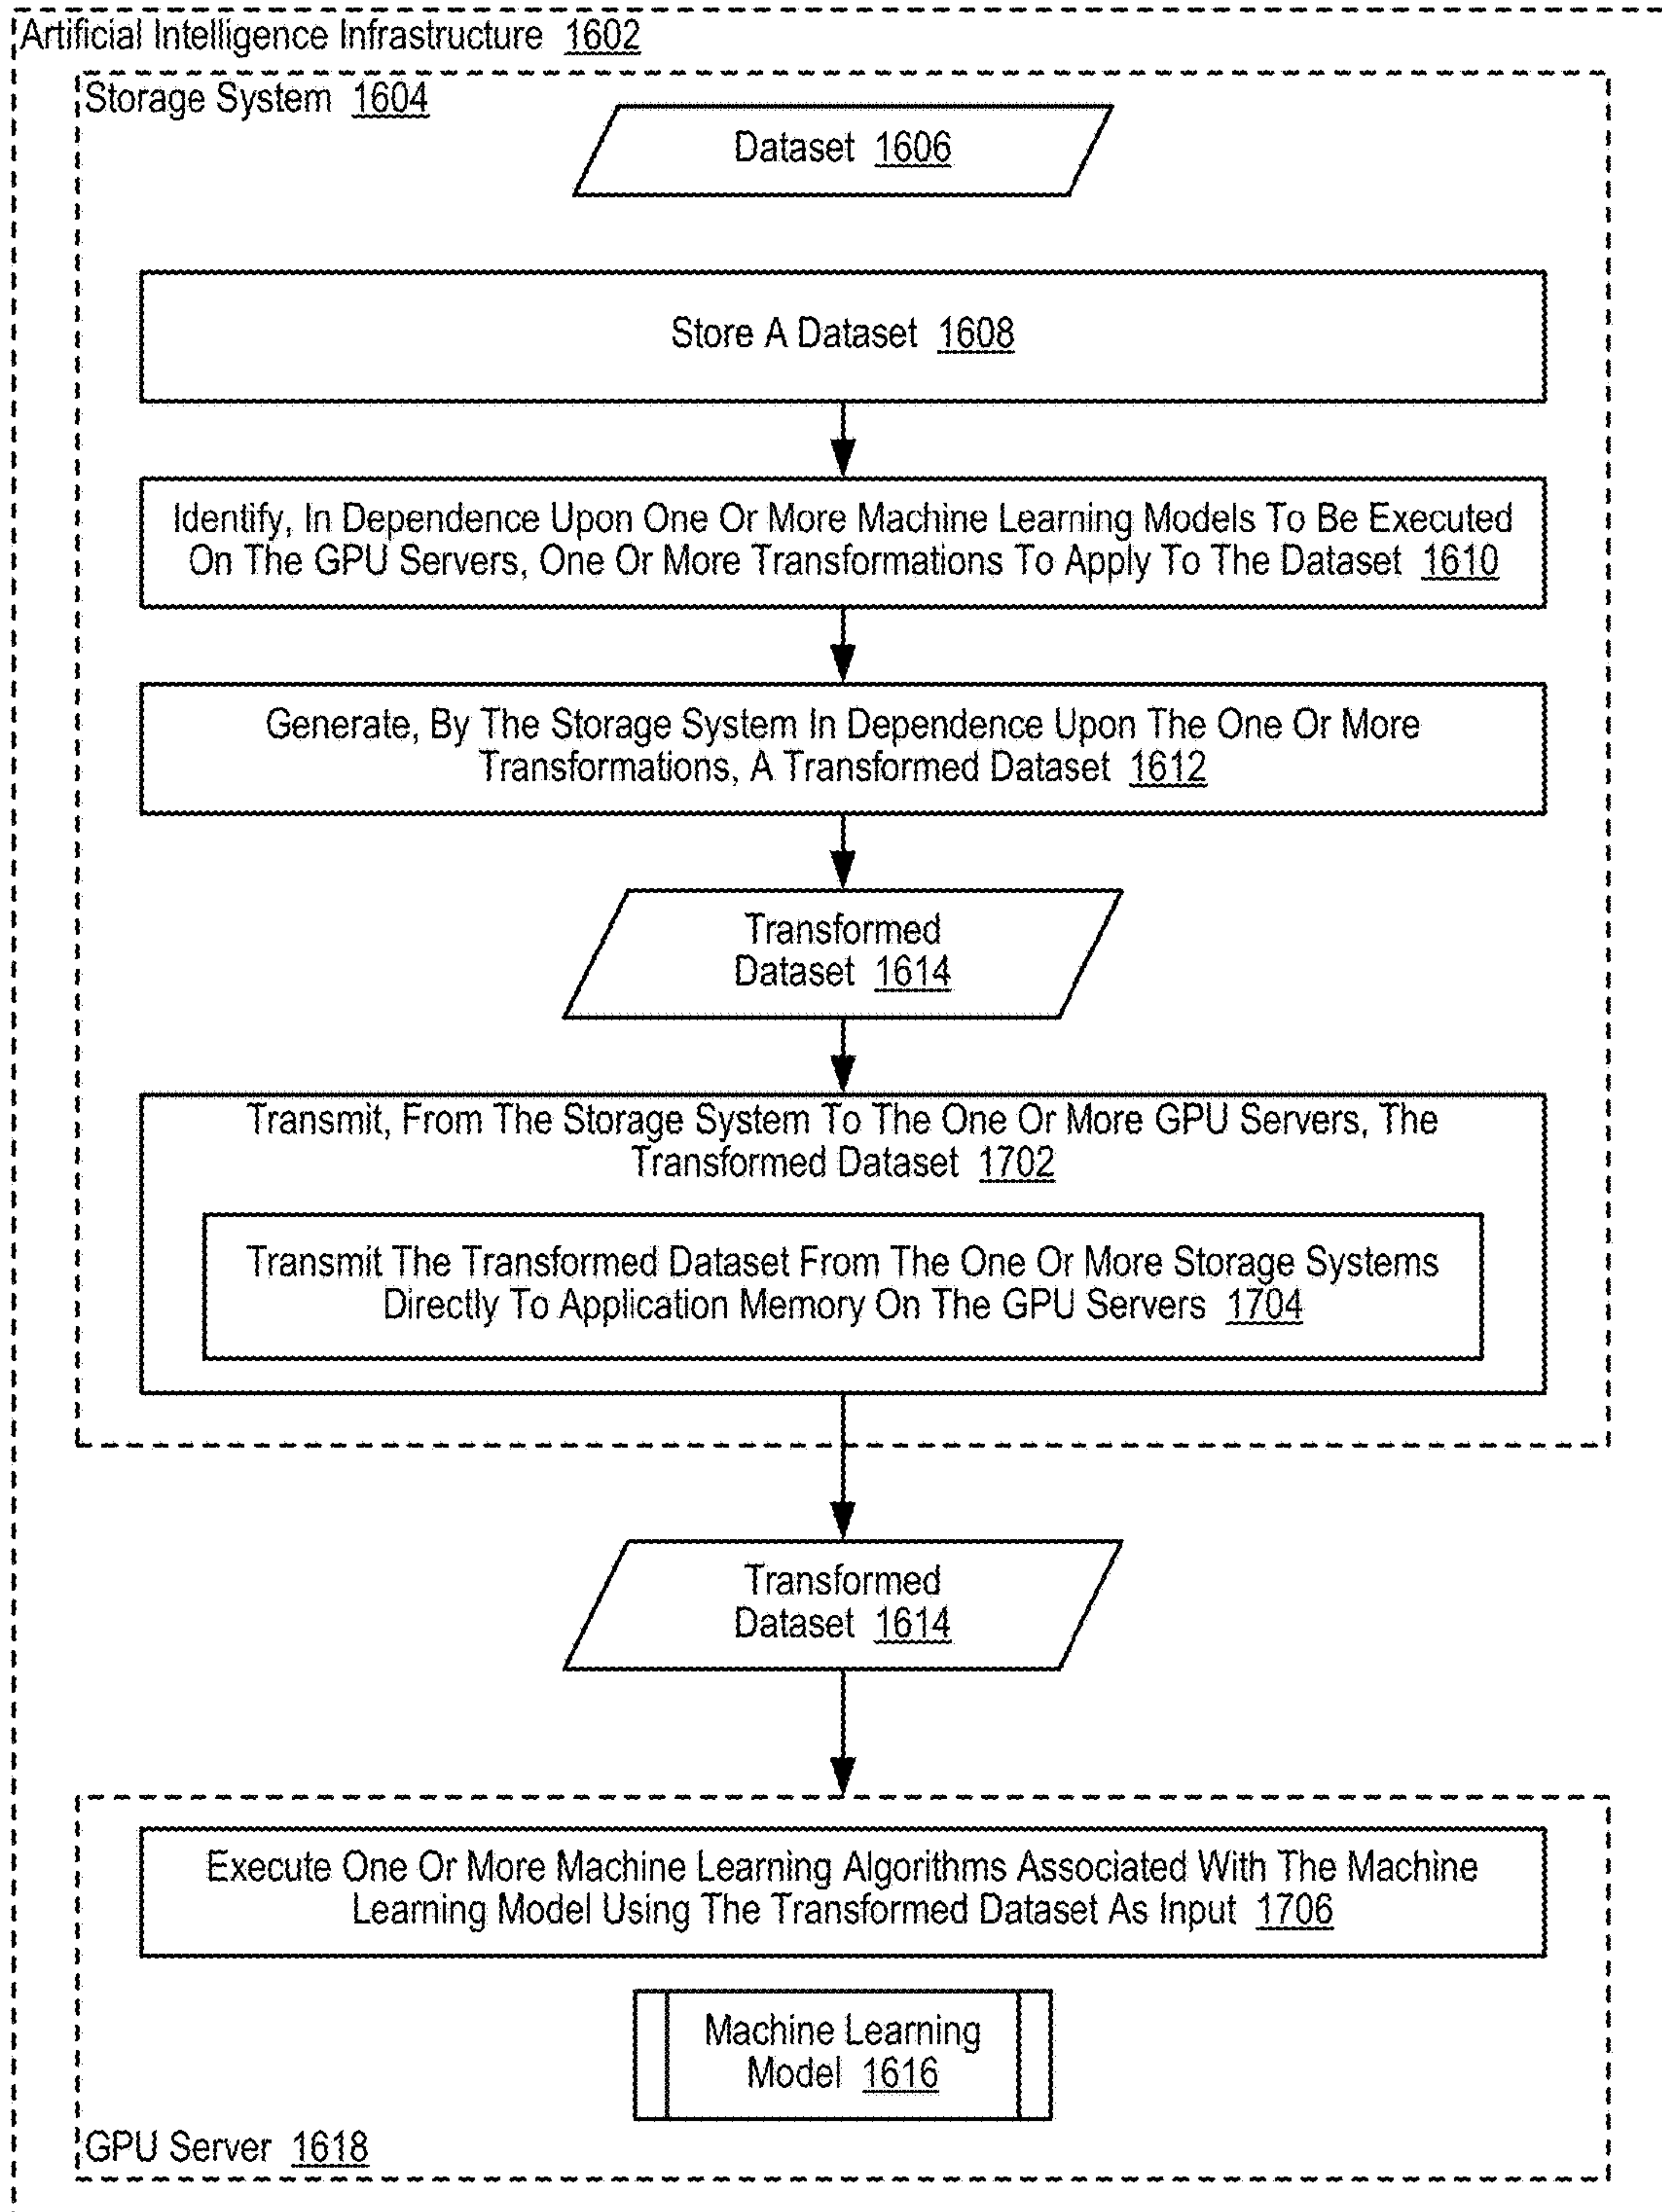 Artificial Intelligence Infrastructure 1602
Storage System 1604
Dataset 1606
Store A Dataset 1608
Identify, In Dependence Upon One Or More Machine Learning Models To Be Executed
On The GPU Servers, One Or More Transformations To Apply To The Dataset 1610
Generate, By The Storage System In Dependence Upon The One Or More
Transformations, A Transformed Dataset 1612
Transformed
Dataset 1614
Transmit, From The Storage System To The One Or More GPU Servers, The
Transformed Dataset 1702
Transmit The Transformed Dataset From The One Or More Storage Systems
Directly To Application Memory On The GPU Servers 1704
Transformed
Dataset 1614
Execute One Or More Machine Learning Algorithms Associated With The Machine
Learning Model Using The Transformed Dataset As Input 1706
Machine Learning
Model 1616
GPU Server 1618